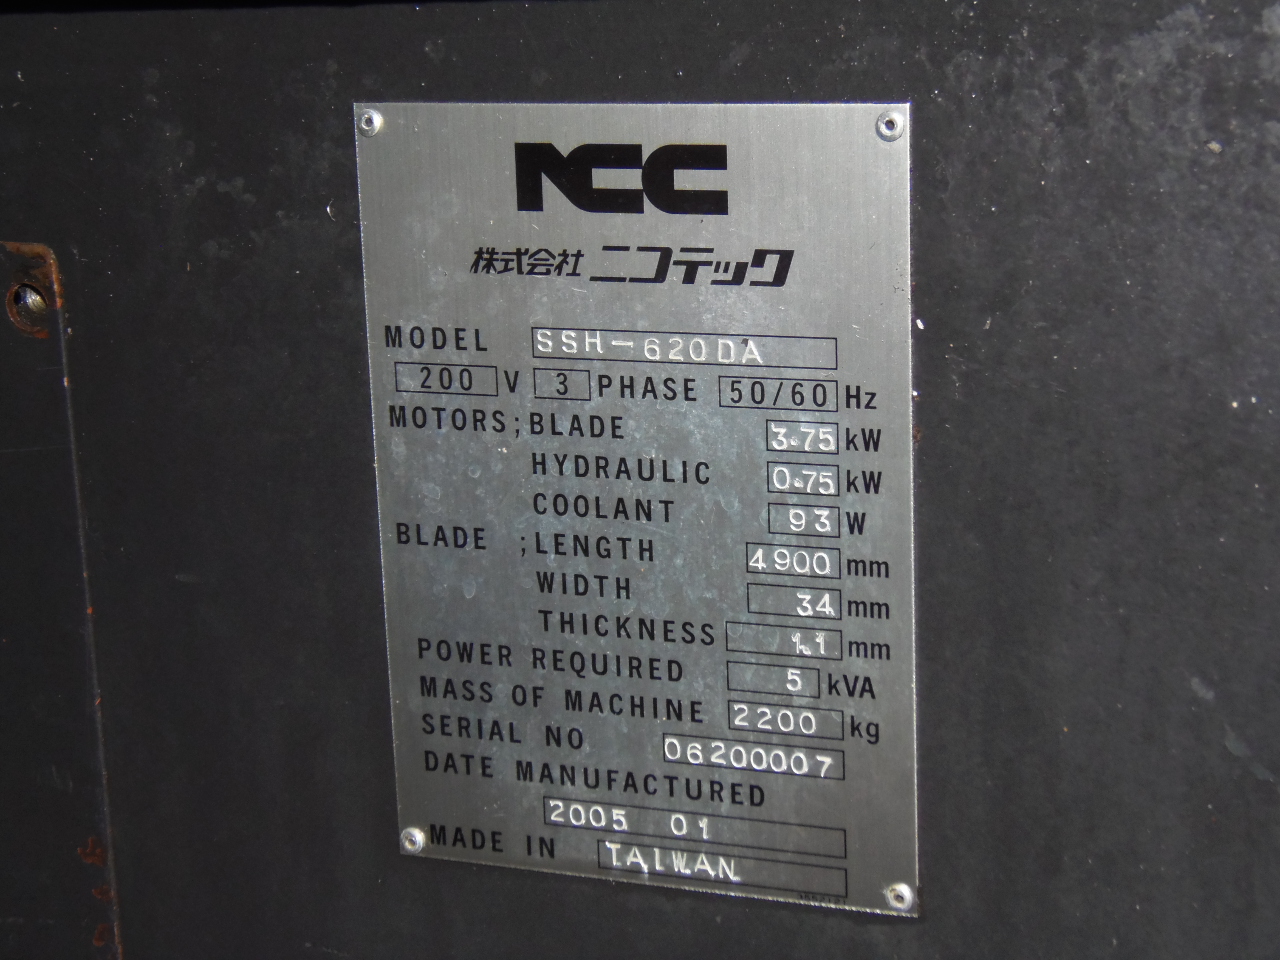 NCC
株式会社 ニコテック
MODEL SSH-620DA
200 V 3 PHASE 50/60 Hz
MOTORS; BLADE 3.75 kW
HYDRAULIC 0.75 kW
COOLANT 93 W
BLADE ; LENGTH 4900 mm
WIDTH 34 mm
THICKNESS 1.1 mm
POWER REQUIRED 5 kVA
MASS OF MACHINE 2200 kg
SERIAL NO 06200007
DATE MANUFACTURED
2005 01
MADE IN TAIWAN